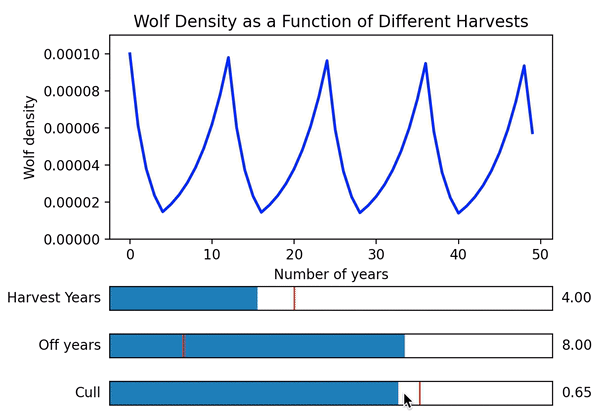 Wolf Density as a Function of Different Harvests
0.00010
0.00008
0.00006
0.00004
0.00002
0.00000
Wolf density
0 10 20 30 40 50
Number of years
Harvest Years 4.00
Off years 8.00
Cull 0.65